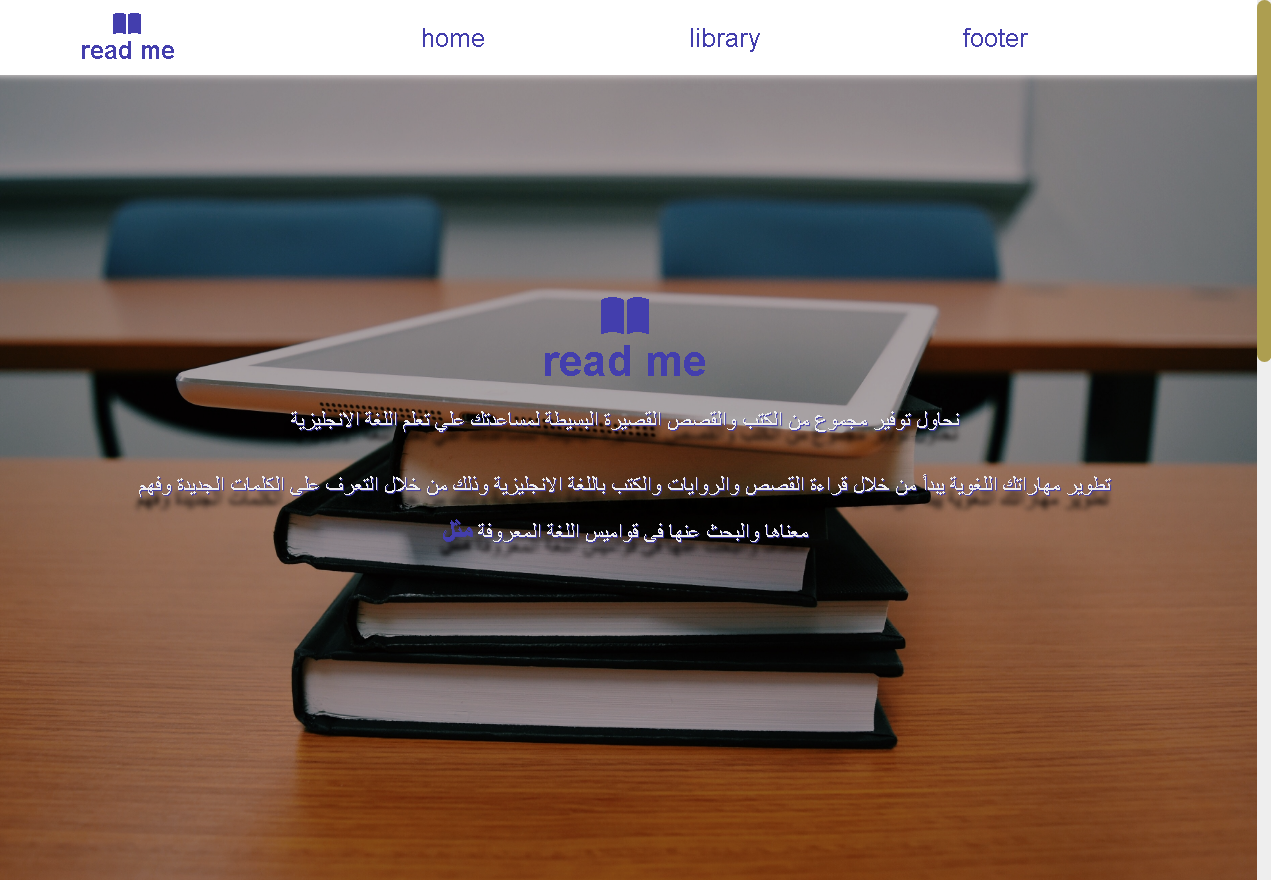 read me
home
library
footer
read me
نحاول توفير مجموع من الكتب والقصص القصيرة البسيطة لمساعدتك علي تعلم اللغة الانجليزية
تطوير مهاراتك اللغوية يبدأ من خلال قراءة القصص والروايات والكتب باللغة الانجليزية وذلك من خلال التعرف على الكلمات الجديدة وفهم
معناها والبحث عنها فى قواميس اللغة المعروفة مثل